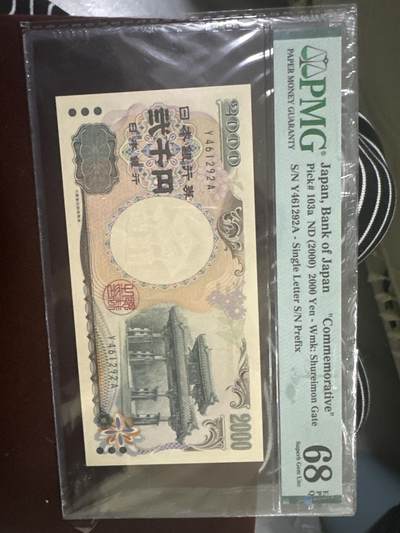 PMG
PAPER MONEY GUARANTY
Japan, Bank of Japan "Commemorative"
Pick# 103a ND (2000) 2000 Yen - Wmk: Shureimon Gate
S/N Y461292A - Single Letter S/N Prefix
68
Superb Gem Unc
2000
Y461292A
日本銀行券
弐千円
日本銀行
Y461292A
2000